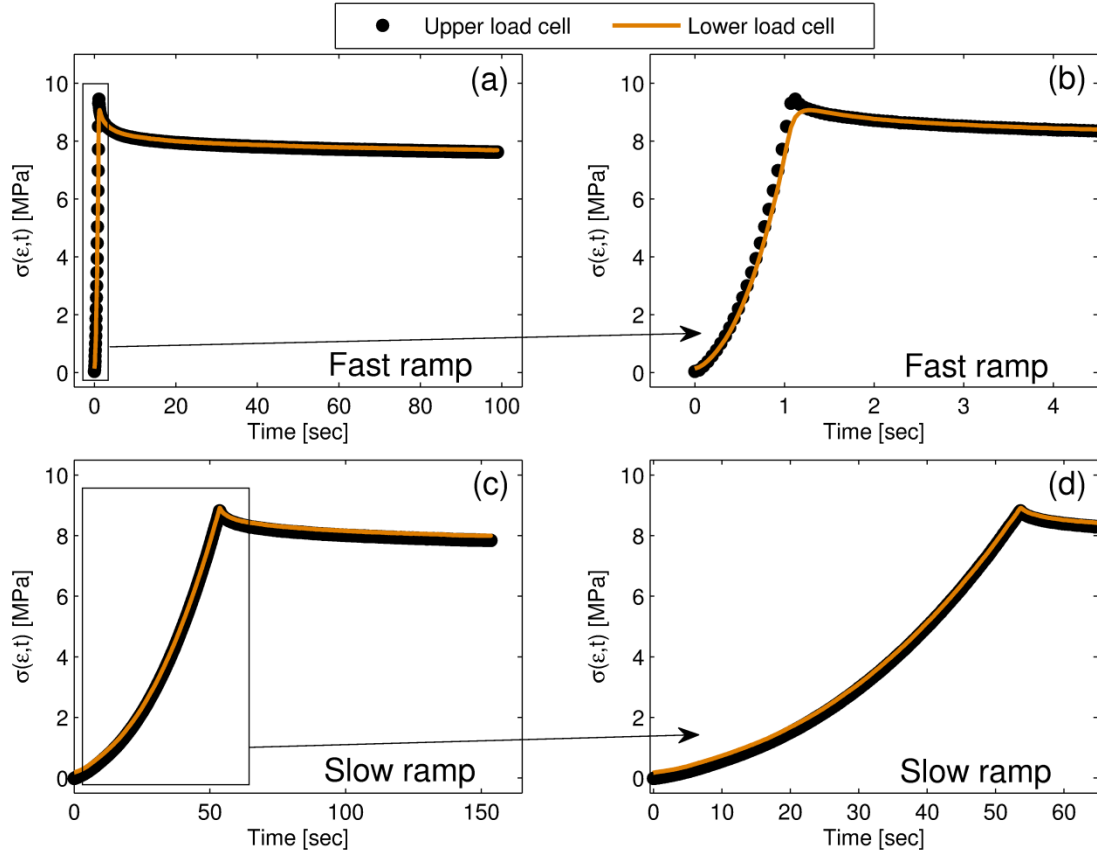 Upper load cell Lower load cell
(a)
10
8
6
4
2
0
σ(ε,t) [MPa]
Fast ramp
0 20 40 60 80 100
Time [sec]
(b)
10
8
6
4
2
0
σ(ε,t) [MPa]
Fast ramp
0 1 2 3 4
Time [sec]
(c)
10
8
6
4
2
0
σ(ε,t) [MPa]
Slow ramp
0 50 100 150
Time [sec]
(d)
10
8
6
4
2
0
σ(ε,t) [MPa]
Slow ramp
0 10 20 30 40 50 60
Time [sec]